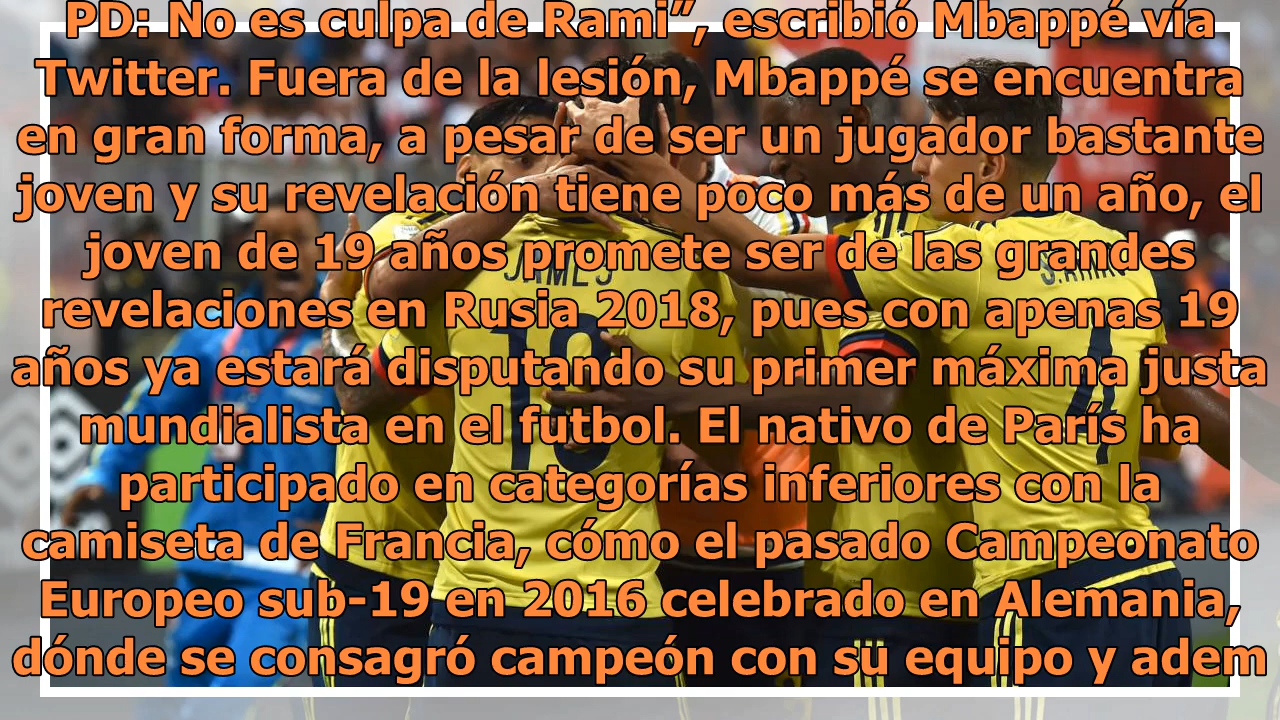 PD: No es culpa de Rami”, escribió Mbappé vía
Twitter. Fuera de la lesión, Mbappé se encuentra
en gran forma, a pesar de ser un jugador bastante
joven y su revelación tiene poco más de un año, el
joven de 19 años promete ser de las grandes
revelaciones en Rusia 2018, pues con apenas 19
años ya estará disputando su primer máxima justa
mundialista en el futbol. El nativo de París ha
participado en categorías inferiores con la
camiseta de Francia, cómo el pasado Campeonato
Europeo sub-19 en 2016 celebrado en Alemania,
dónde se consagró campeón con su equipo y adem
JAMES
10
4